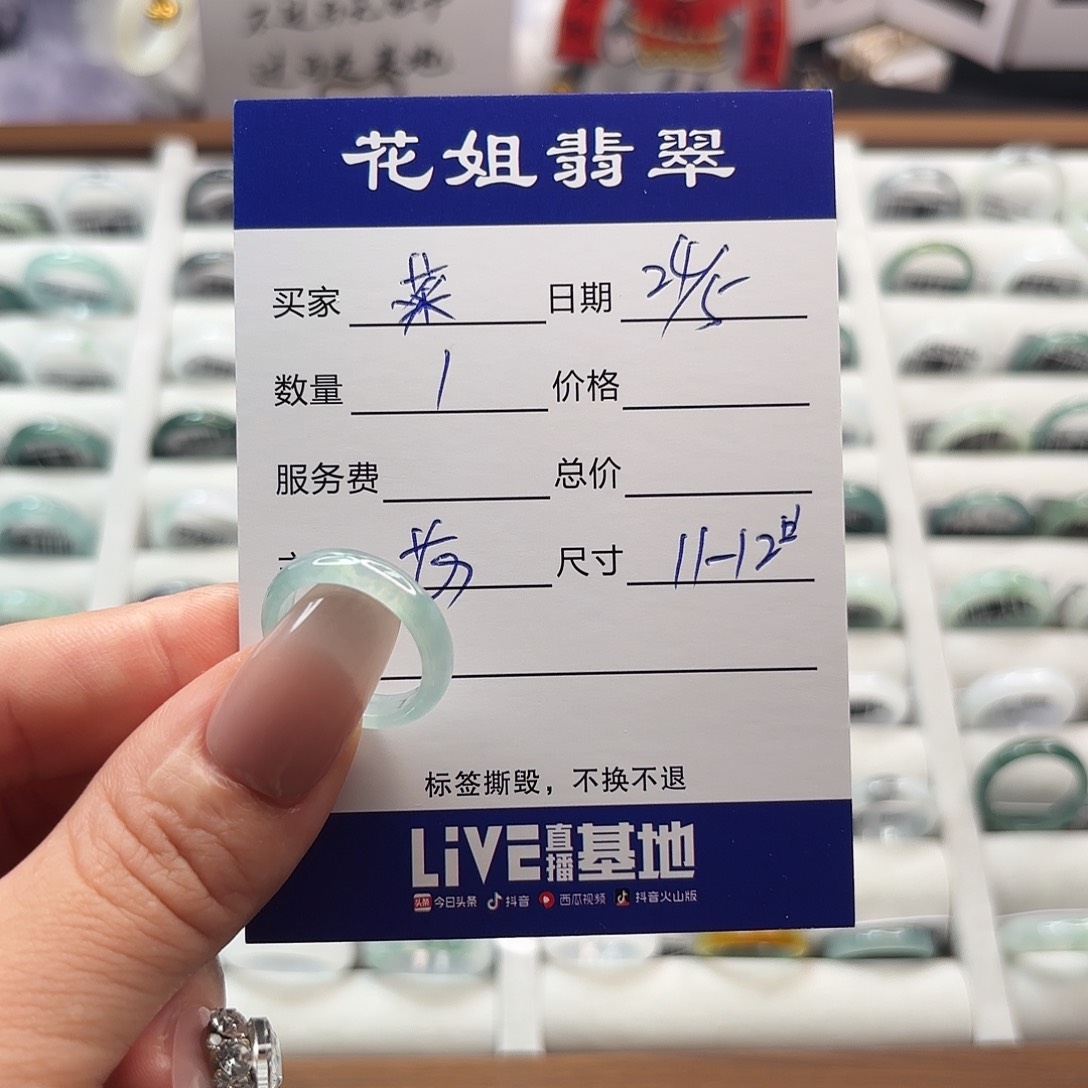 花姐翡翠
买家 菜 日期 24/5
数量 1 价格
服务费 总价
尺寸 11-12
标签撕毁，不换不退
LiVE直播基地
今日头条 抖音 西瓜视频 抖音火山版